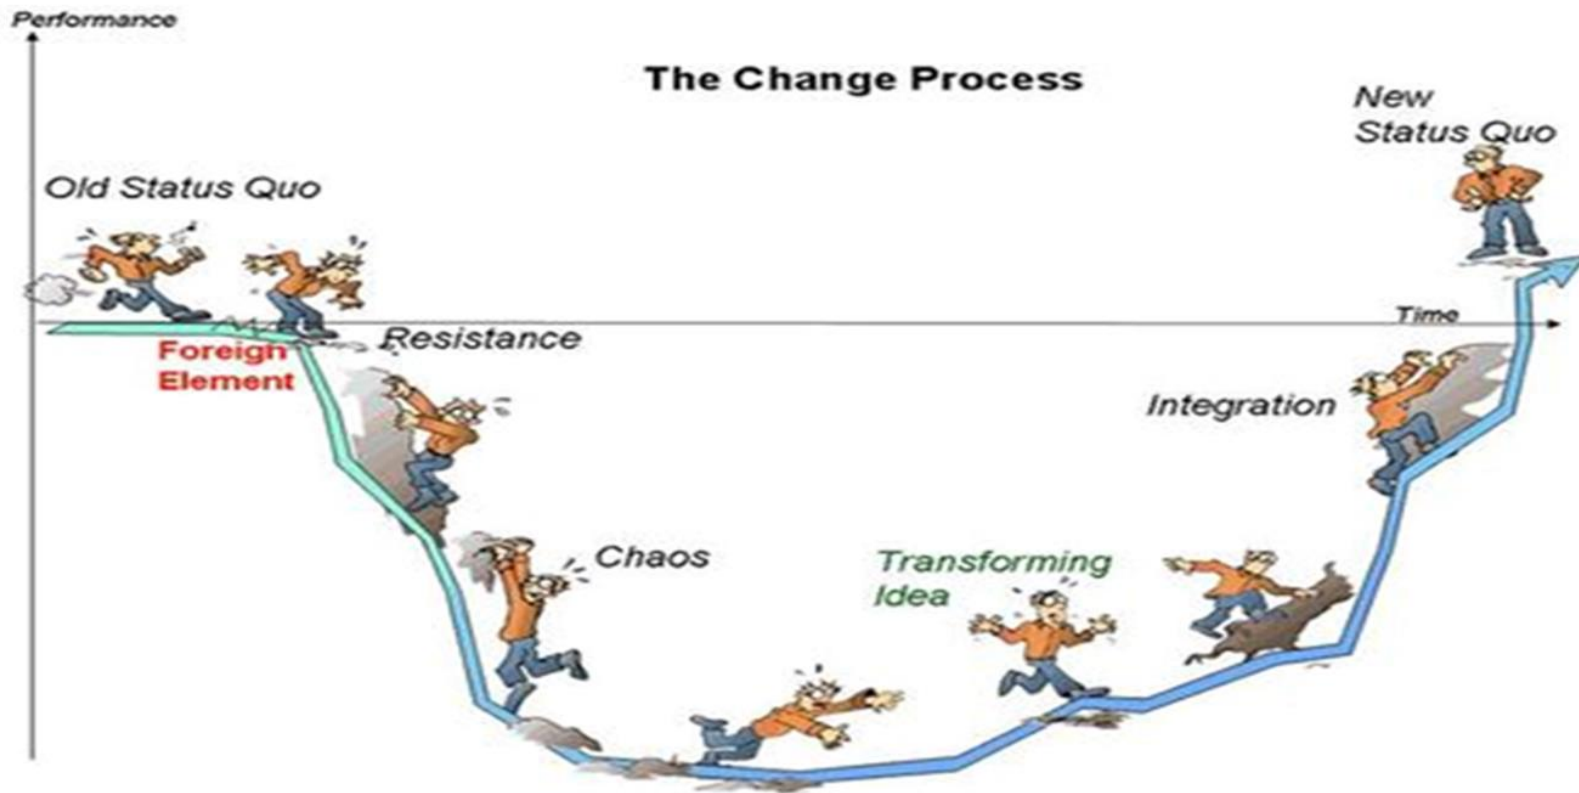 Performance
The Change Process
New
Status Quo
Old Status Quo
Time
Resistance
Foreign
Element
Integration
Chaos
Transforming
Idea